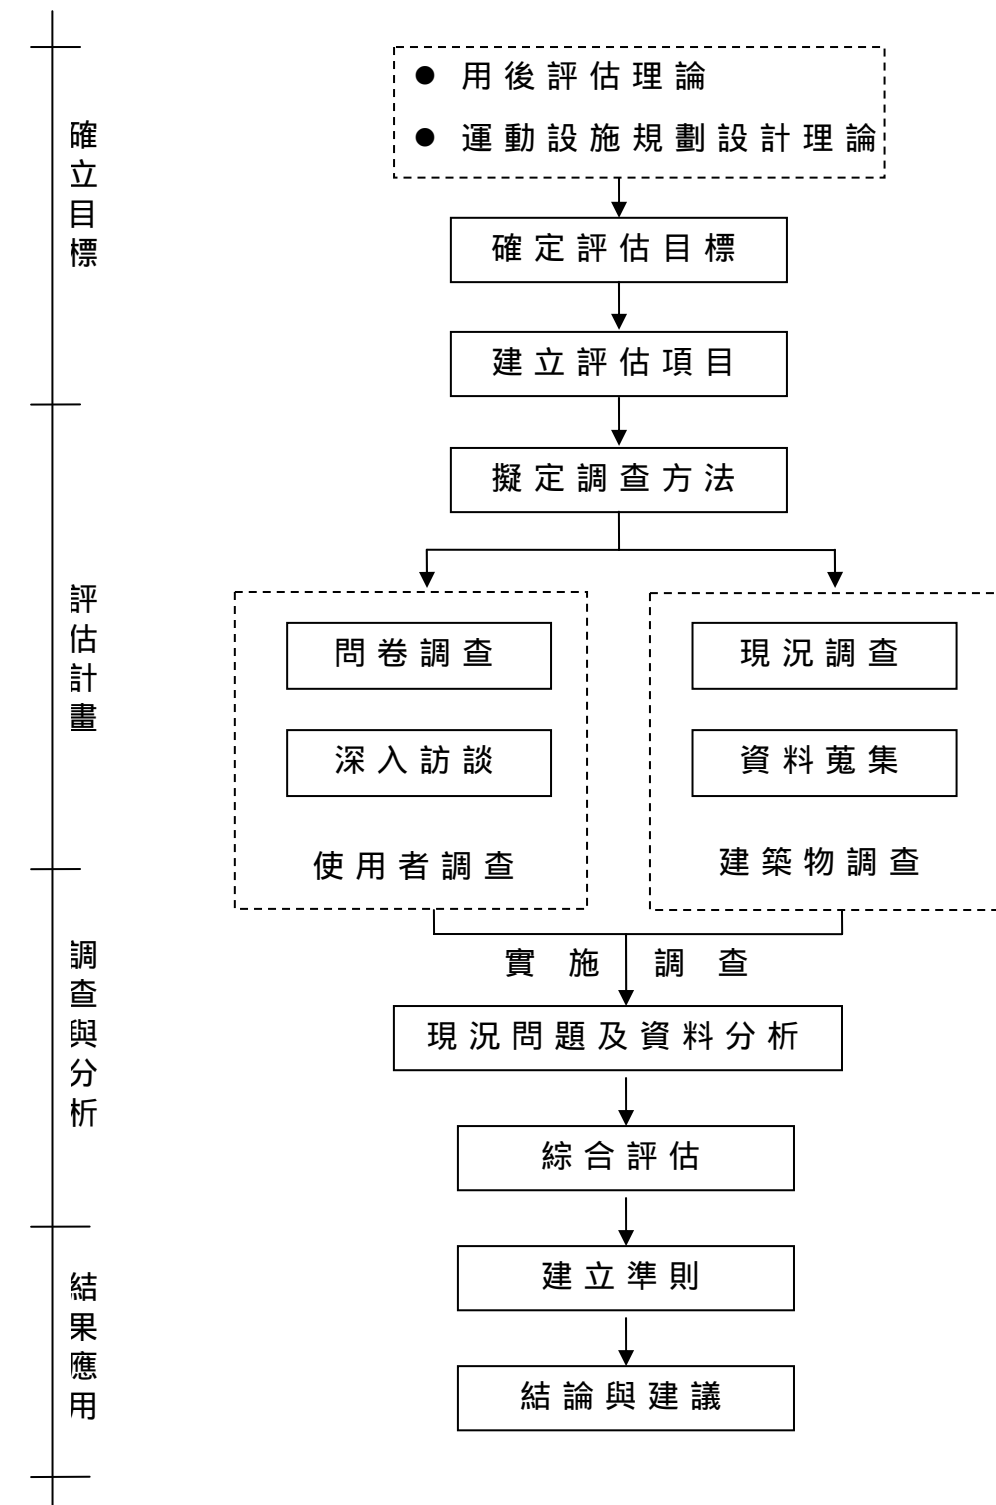 ● 用後評估理論
● 運動設施規劃設計理論
確立目標
確定評估目標
建立評估項目
擬定調查方法
評估計畫
問卷調查
現況調查
深入訪談
資料蒐集
使用者調查
建築物調查
實施調查
調查與分析
現況問題及資料分析
綜合評估
建立準則
結果應用
結論與建議